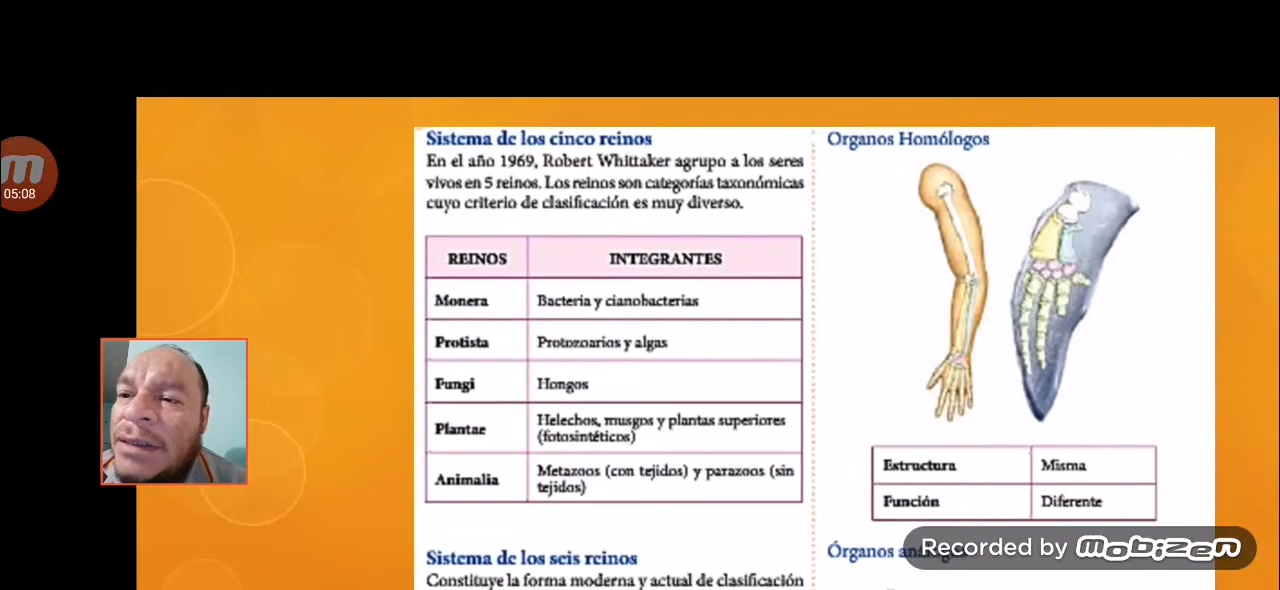 05:08
Sistema de los cinco reinos
En el año 1969, Robert Whittaker agrupo a los seres
vivos en 5 reinos. Los reinos son categorías taxonómicas
cuyo criterio de clasificación es muy diverso.
REINOS INTEGRANTES
Monera Bacteria y cianobacterias
Protista Protozoarios y algas
Fungi Hongos
Plantae Helechos, musgos y plantas superiores
(fotosintéticos)
Animalia Metazoos (con tejidos) y parazoos (sin
tejidos)
Sistema de los seis reinos
Constituye la forma moderna y actual de clasificación
Organos Homólogos
Estructura Misma
Función Diferente
Órganos
Recorded by mobizen